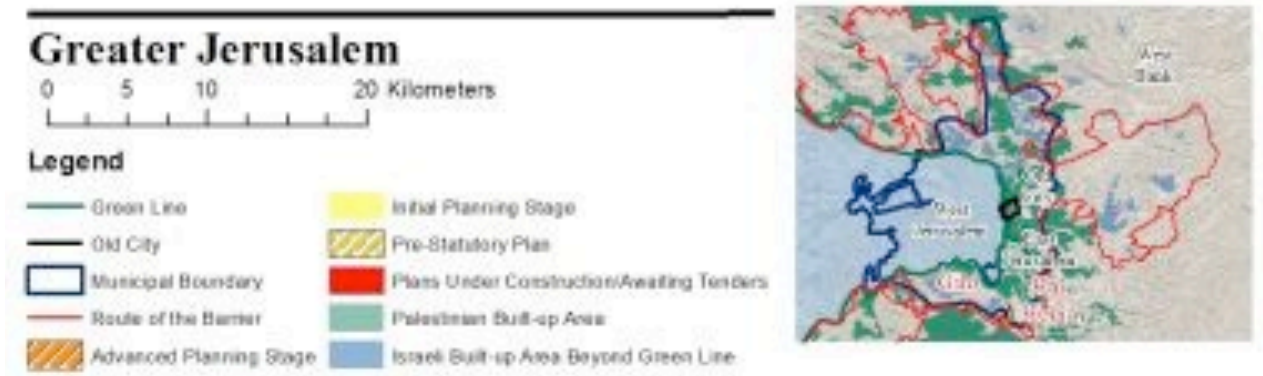 Greater Jerusalem
0 5 10 20 Kilometers
Legend
Green Line
Old City
Municipal Boundary
Route of the Barrier
Advanced Planning Stage
Initial Planning Stage
Pre-Statutory Plan
Plans Under Construction/Awaiting Tenders
Palestinian Built-up Area
Israeli Built-up Area Beyond Green Line
West
Bank
West
Jerusalem